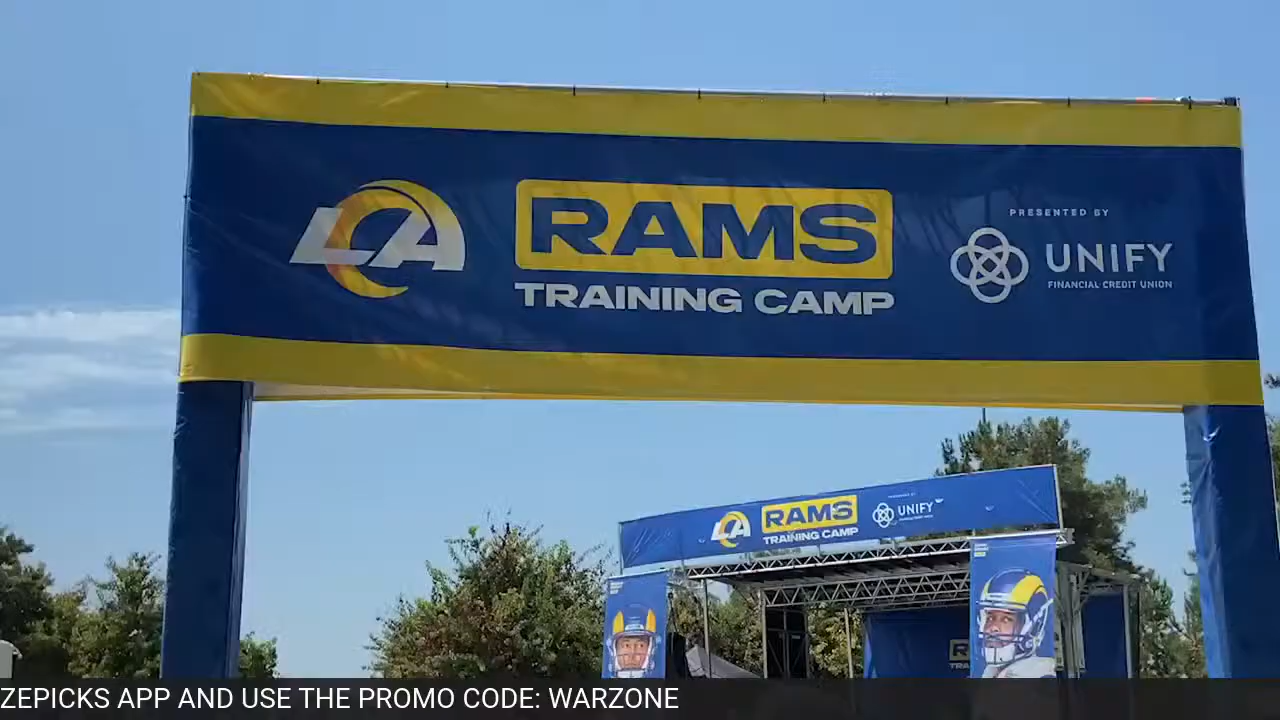 LA
RAMS
TRAINING CAMP
PRESENTED BY
UNIFY
FINANCIAL CREDIT UNION
LA
RAMS
TRAINING CAMP
UNIFY
ZEPICKS APP AND USE THE PROMO CODE: WARZONE